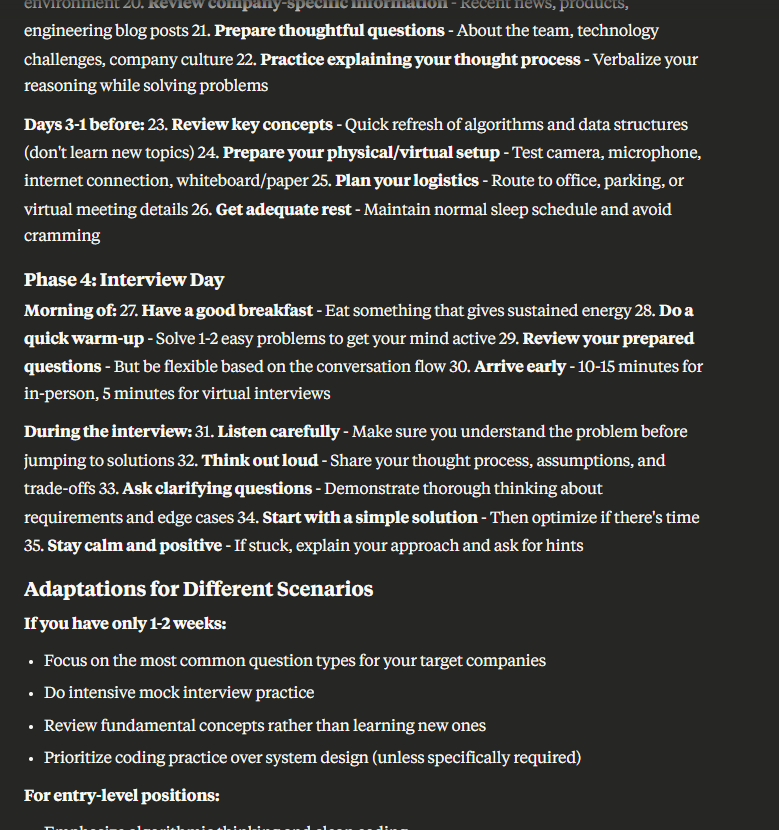 environment 20. Review company-specific information - Recent news, products,
engineering blog posts 21. Prepare thoughtful questions - About the team, technology
challenges, company culture 22. Practice explaining your thought process - Verbalize your
reasoning while solving problems
Days 3-1 before: 23. Review key concepts - Quick refresh of algorithms and data structures
(don't learn new topics) 24. Prepare your physical/virtual setup - Test camera, microphone,
internet connection, whiteboard/paper 25. Plan your logistics - Route to office, parking, or
virtual meeting details 26. Get adequate rest - Maintain normal sleep schedule and avoid
cramming
Phase 4: Interview Day
Morning of: 27. Have a good breakfast - Eat something that gives sustained energy 28. Do a
quick warm-up - Solve 1-2 easy problems to get your mind active 29. Review your prepared
questions - But be flexible based on the conversation flow 30. Arrive early - 10-15 minutes for
in-person, 5 minutes for virtual interviews
During the interview: 31. Listen carefully - Make sure you understand the problem before
jumping to solutions 32. Think out loud - Share your thought process, assumptions, and
trade-offs 33. Ask clarifying questions - Demonstrate thorough thinking about
requirements and edge cases 34. Start with a simple solution - Then optimize if there's time
35. Stay calm and positive - If stuck, explain your approach and ask for hints
Adaptations for Different Scenarios
If you have only 1-2 weeks:
• Focus on the most common question types for your target companies
• Do intensive mock interview practice
• Review fundamental concepts rather than learning new ones
• Prioritize coding practice over system design (unless specifically required)
For entry-level positions:
Emphasize algorithmic thinking and clean coding